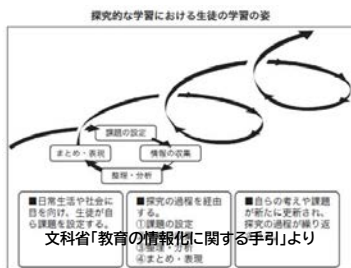 探究的な学習における生徒の学習の姿
課題の設定
まとめ・表現
情報の収集
整理・分析
■日常生活や社会に
目を向け、生徒が自
ら課題を設定する。
■探究の過程を経由
する。
①課題の設定
③整理・分析
④まとめ・表現
■自らの考えや課題
が新たに更新され、
探究の過程が繰り返
文科省「教育の情報化に関する手引」より